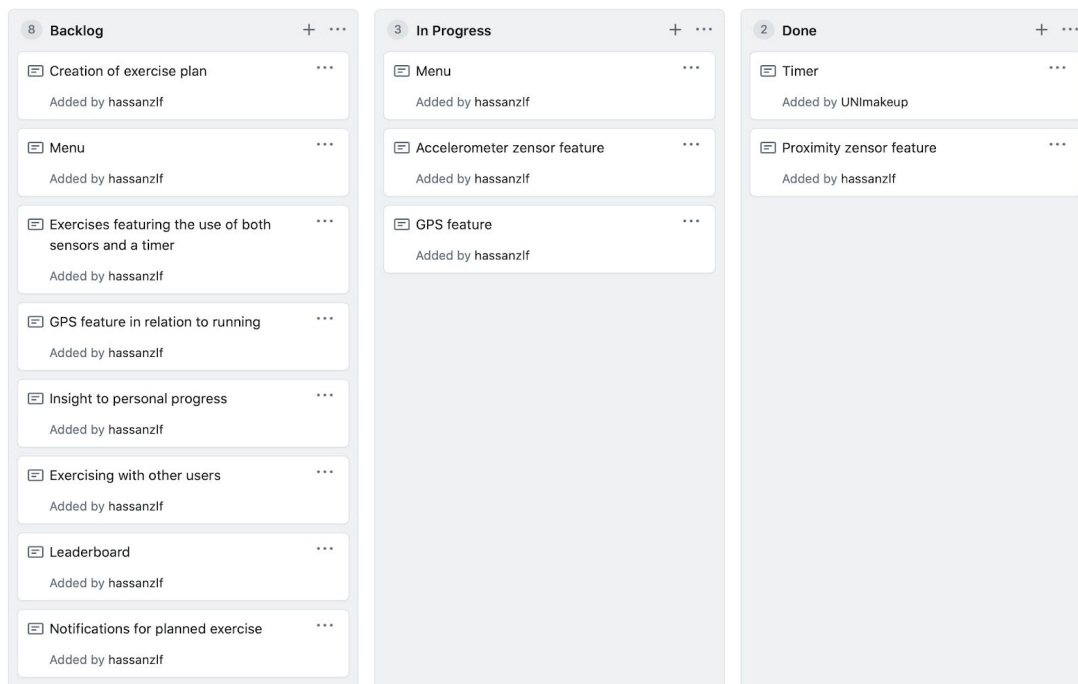 8 Backlog
Creation of exercise plan
Added by hassanzlf
Menu
Added by hassanzlf
Exercises featuring the use of both
sensors and a timer
Added by hassanzlf
GPS feature in relation to running
Added by hassanzlf
Insight to personal progress
Added by hassanzlf
Exercising with other users
Added by hassanzlf
Leaderboard
Added by hassanzlf
Notifications for planned exercise
Added by hassanzlf
3 In Progress
Menu
Added by hassanzlf
Accelerometer zensor feature
Added by hassanzlf
GPS feature
Added by hassanzlf
2 Done
Timer
Added by UNImakeup
Proximity zensor feature
Added by hassanzlf